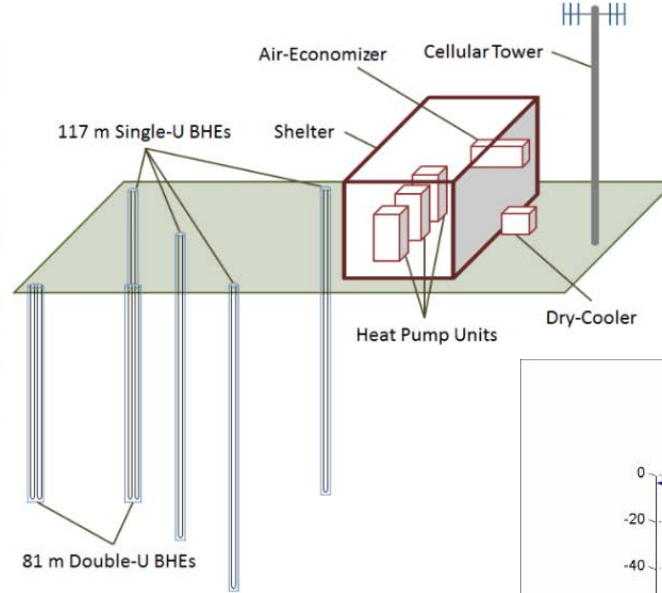 Air-Economizer
Cellular Tower
117 m Single-U BHEs
Shelter
Heat Pump Units
Dry-Cooler
81 m Double-U BHEs
0
-20
-40